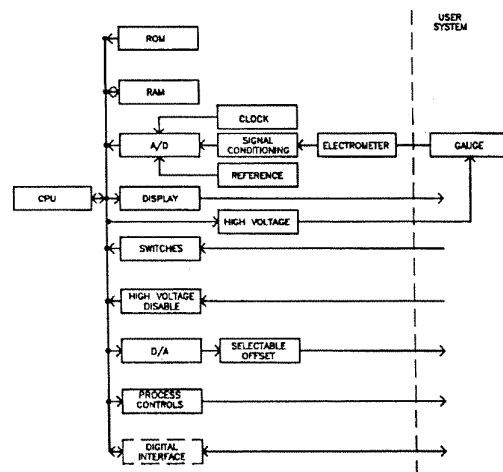 USER
SYSTEM
ROM
RAM
CLOCK
A/D
SIGNAL
CONDITIONING
ELECTROMETER
GAUGE
REFERENCE
CPU
DISPLAY
HIGH VOLTAGE
SWITCHES
HIGH VOLTAGE
DISABLE
D/A
SELECTABLE
OFFSET
PROCESS
CONTROLS
DIGITAL
INTERFACE